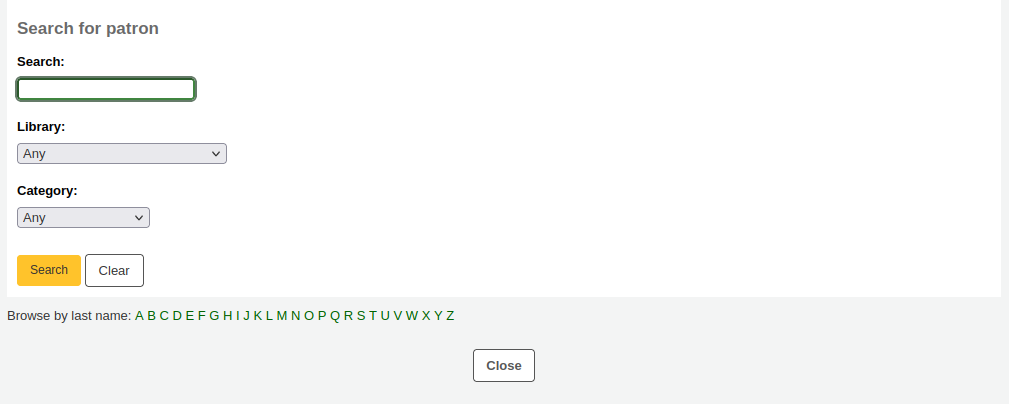 Search for patron
Search:
Library:
Any
Category:
Any
Search Clear
Browse by last name: A B C D E F G H I J K L M N O P Q R S T U V W X Y Z
Close